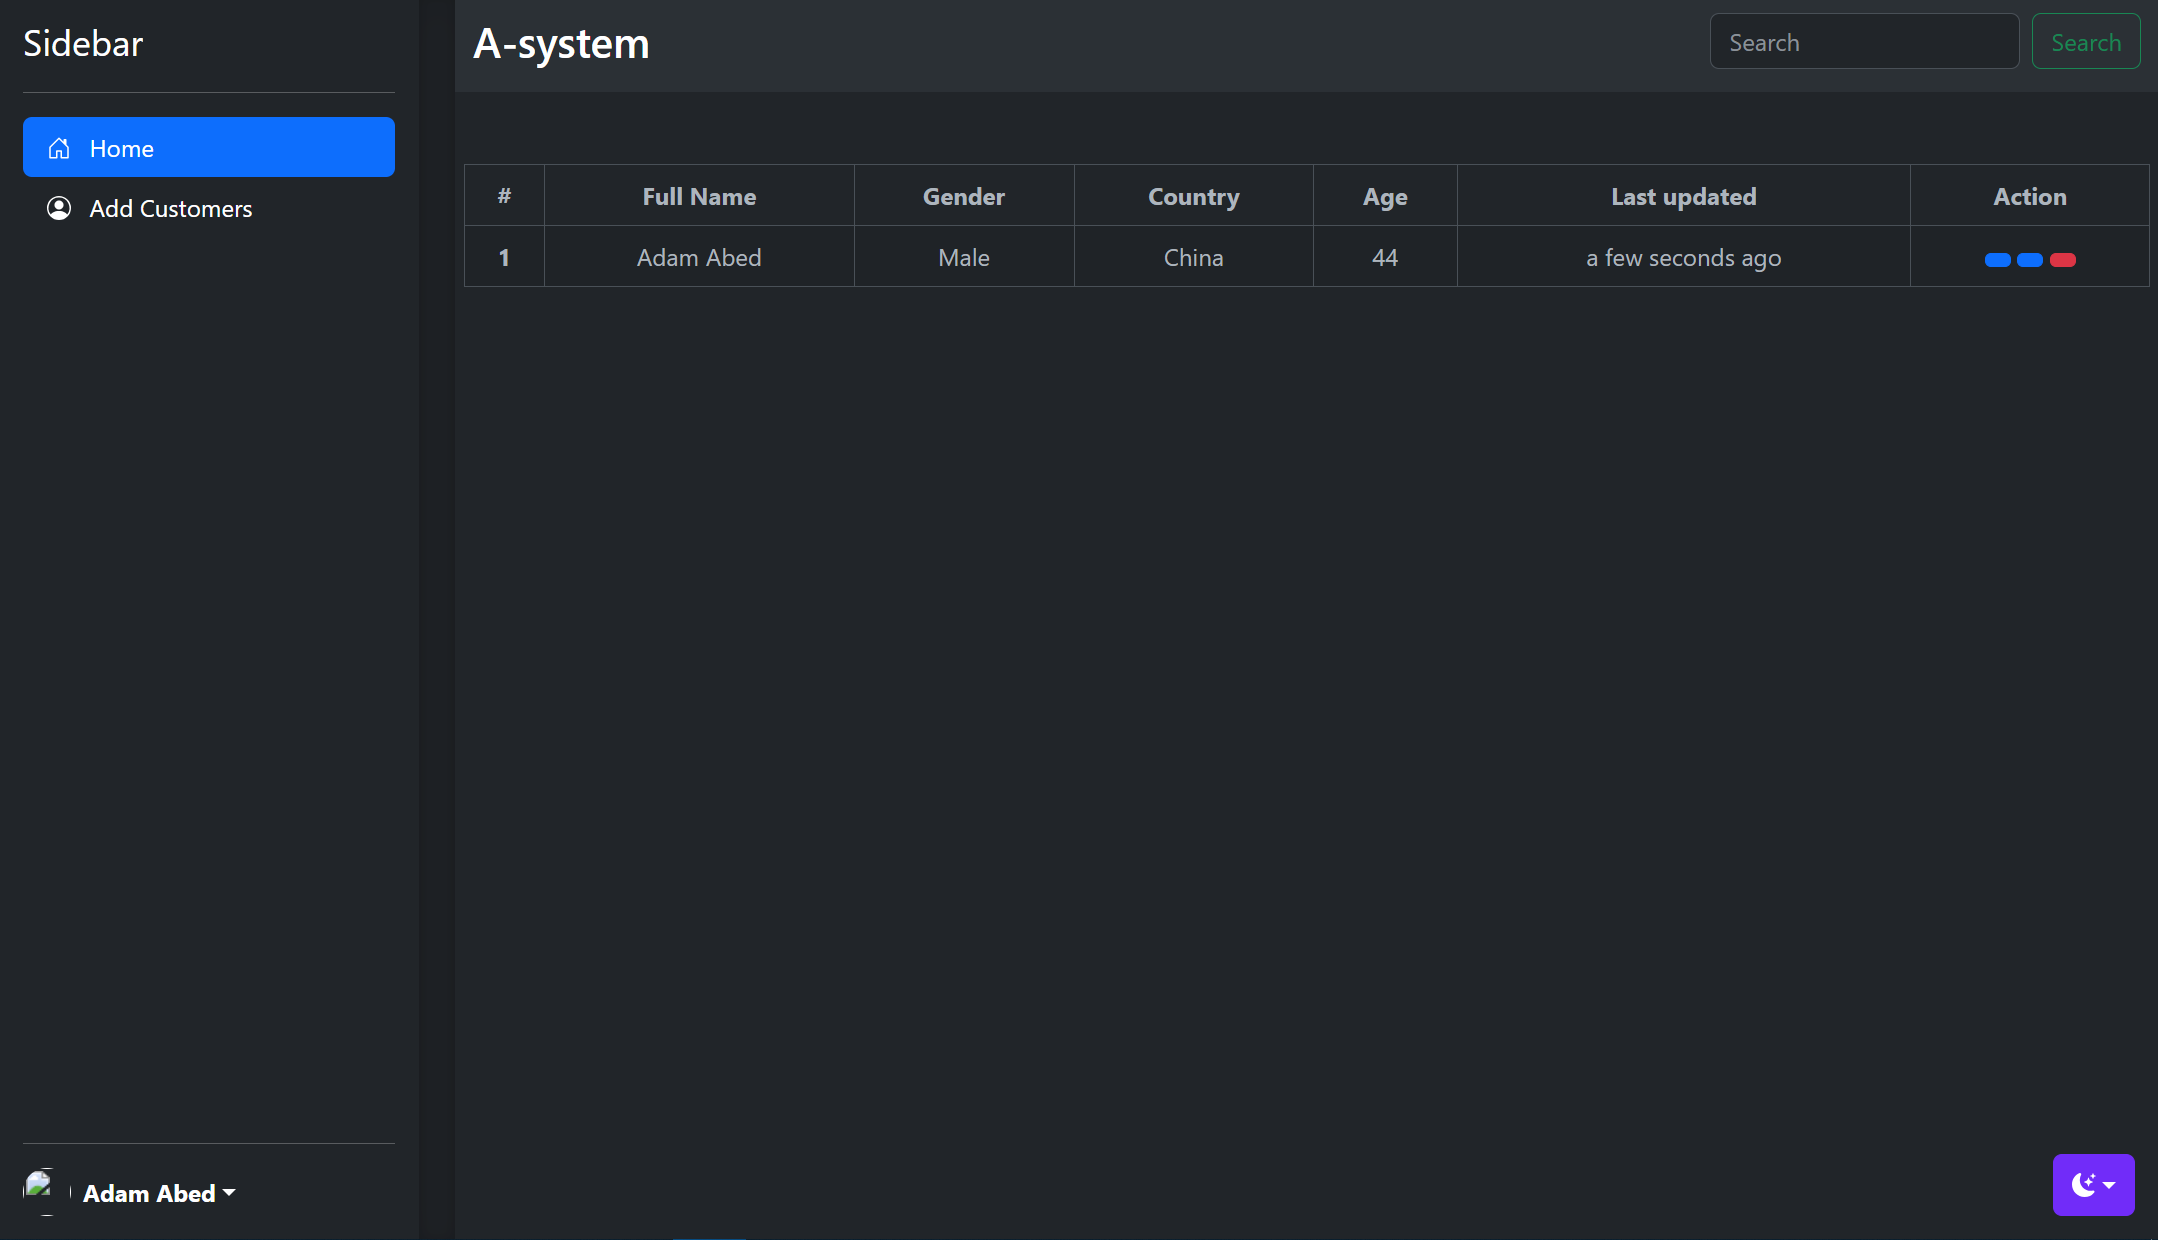 Sidebar
Home
Add Customers
Adam Abed
A-system
Search Search
# Full Name Gender Country Age Last updated Action
1 Adam Abed Male China 44 a few seconds ago